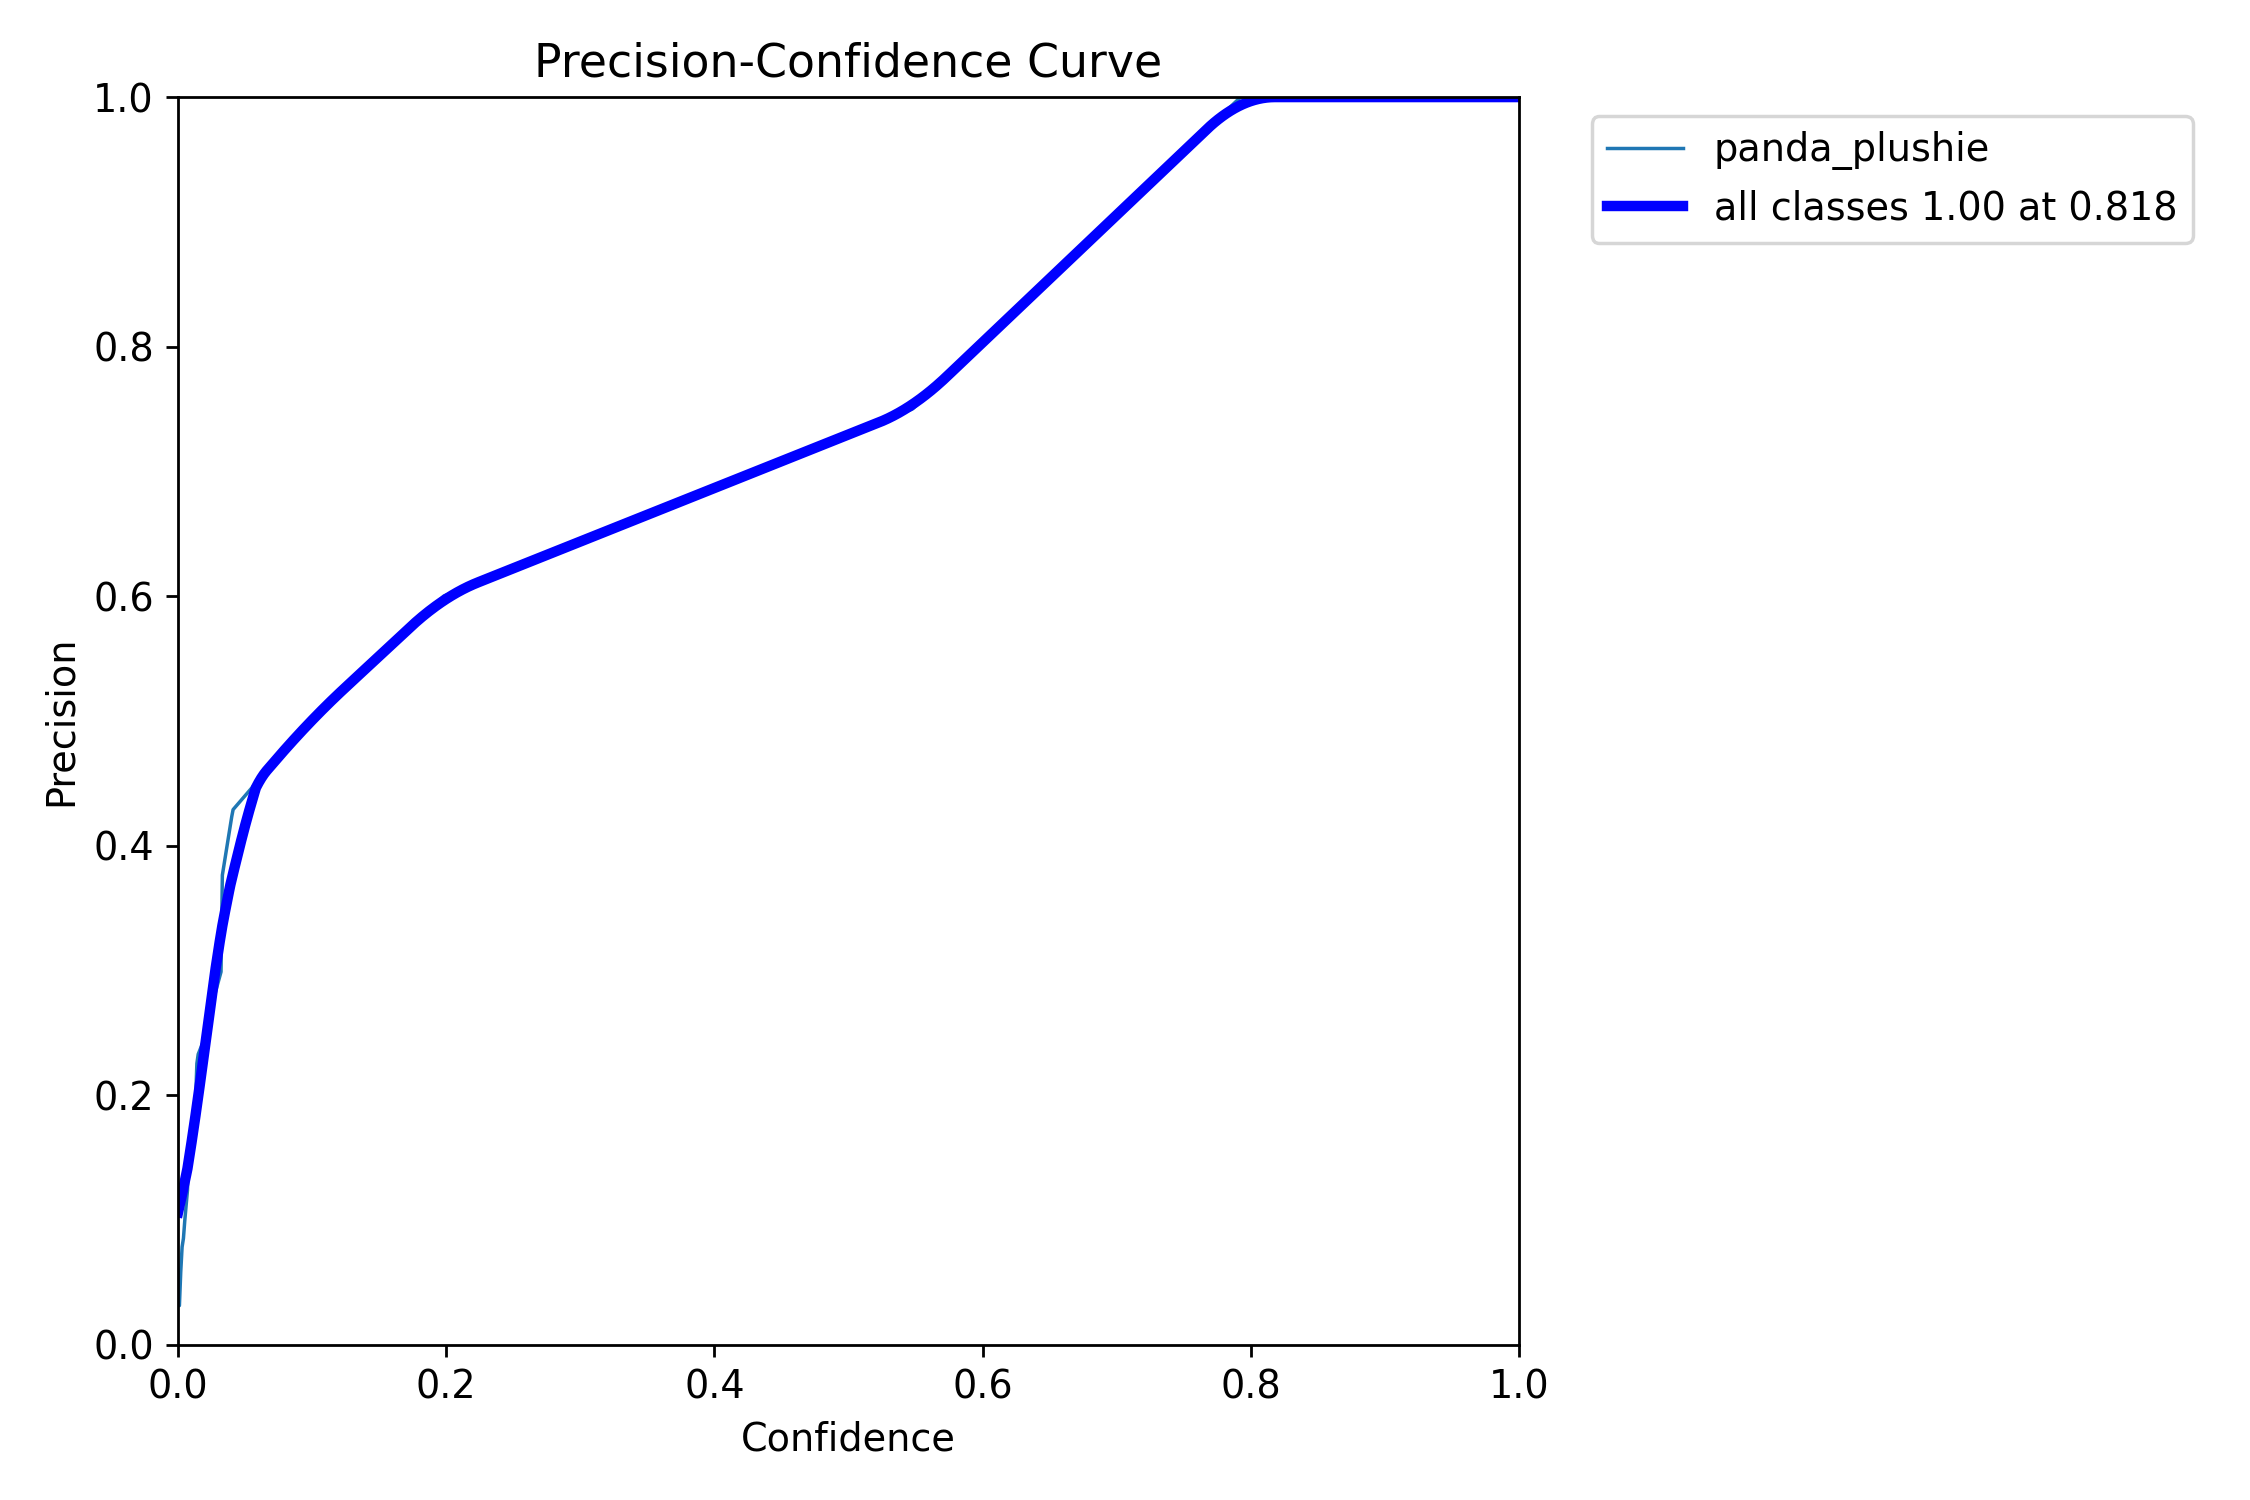 Precision-Confidence Curve
panda_plushie
all classes 1.00 at 0.818
1.0
0.8
0.6
0.4
0.2
0.0
Precision
0.0 0.2 0.4 0.6 0.8 1.0
Confidence